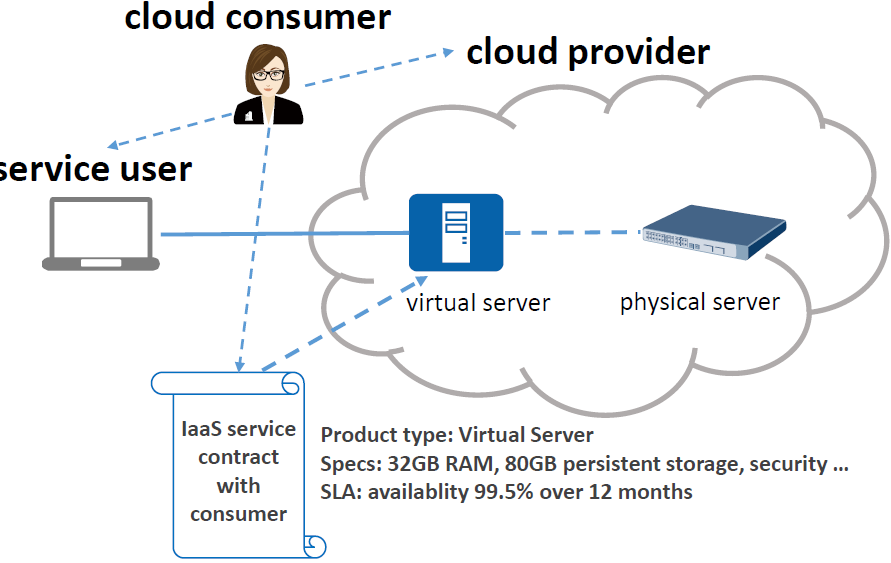 cloud consumer
cloud provider
service user
virtual server
physical server
IaaS service
contract
with
consumer
Product type: Virtual Server
Specs: 32GB RAM, 80GB persistent storage, security ...
SLA: availablity 99.5% over 12 months